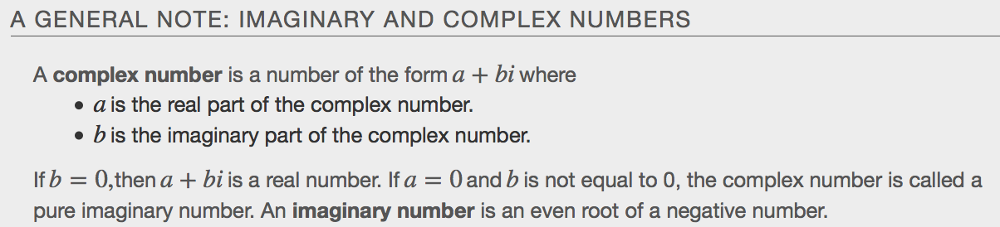 A GENERAL NOTE: IMAGINARY AND COMPLEX NUMBERS
A complex number is a number of the form a + bi where
• a is the real part of the complex number.
• b is the imaginary part of the complex number.
If b = 0,then a + bi is a real number. If a = 0 and b is not equal to 0, the complex number is called a
pure imaginary number. An imaginary number is an even root of a negative number.